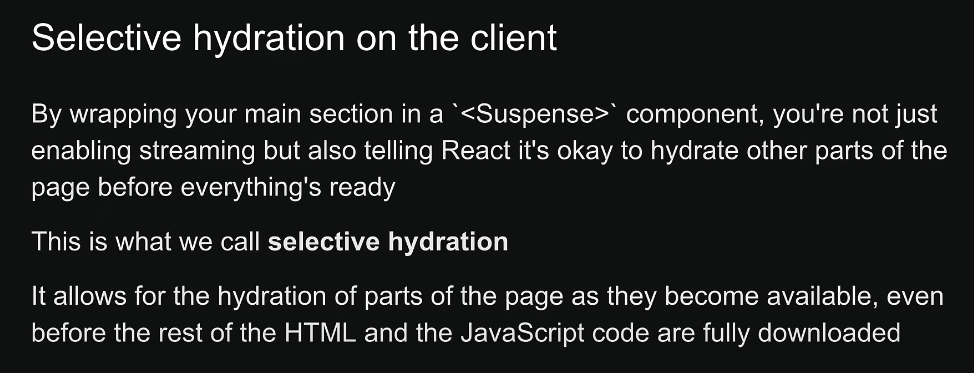 Selective hydration on the client
By wrapping your main section in a `<Suspense>` component, you're not just
enabling streaming but also telling React it's okay to hydrate other parts of the
page before everything's ready
This is what we call selective hydration
It allows for the hydration of parts of the page as they become available, even
before the rest of the HTML and the JavaScript code are fully downloaded